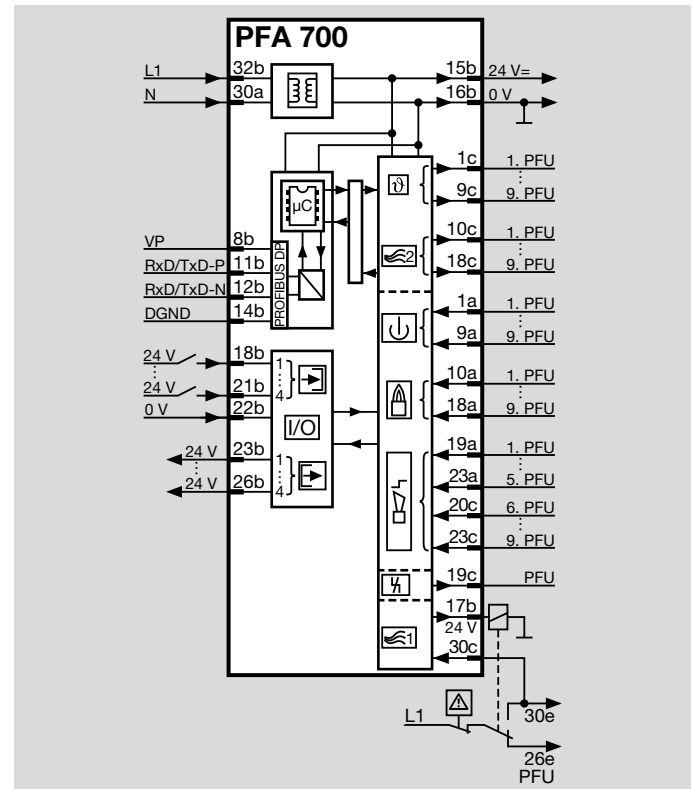 PFA 700
L1 32b 15b 24 V=
N 30a 16b 0 V
1c 1. PFU
ϑ
9c 9. PFU
µC
10c 1. PFU
VP 8b
2
RxD/TxD-P 11b
18c 9. PFU
RxD/TxD-N 12b
PROFIBUS DP
DGND 14b
1a 1. PFU
9a 9. PFU
24 V 18b 1
24 V 21b 4
10a 1. PFU
0 V 22b
18a 9. PFU
I/O
24 V 23b 1
19a 1. PFU
24 V 26b 4
23a 5. PFU
20c 6. PFU
23c 9. PFU
19c PFU
17b
24 V
1
30c
L1
30e
26e
PFU